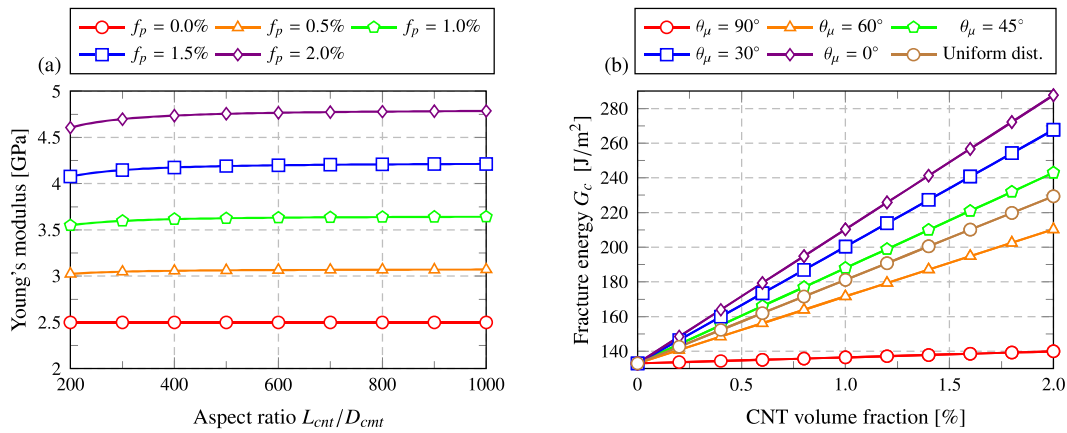 f_p = 0.0% f_p = 0.5% f_p = 1.0%
f_p = 1.5% f_p = 2.0%
(a)
5
4.5
4
3.5
3
2.5
2
Young's modulus [GPa]
200 400 600 800 1000
Aspect ratio L_cnt/D_cmt
θ_μ = 90° θ_μ = 60° θ_μ = 45°
θ_μ = 30° θ_μ = 0° Uniform dist.
(b)
280
260
240
220
200
180
160
140
Fracture energy G_c [J/m²]
0 0.5 1.0 1.5 2.0
CNT volume fraction [%]